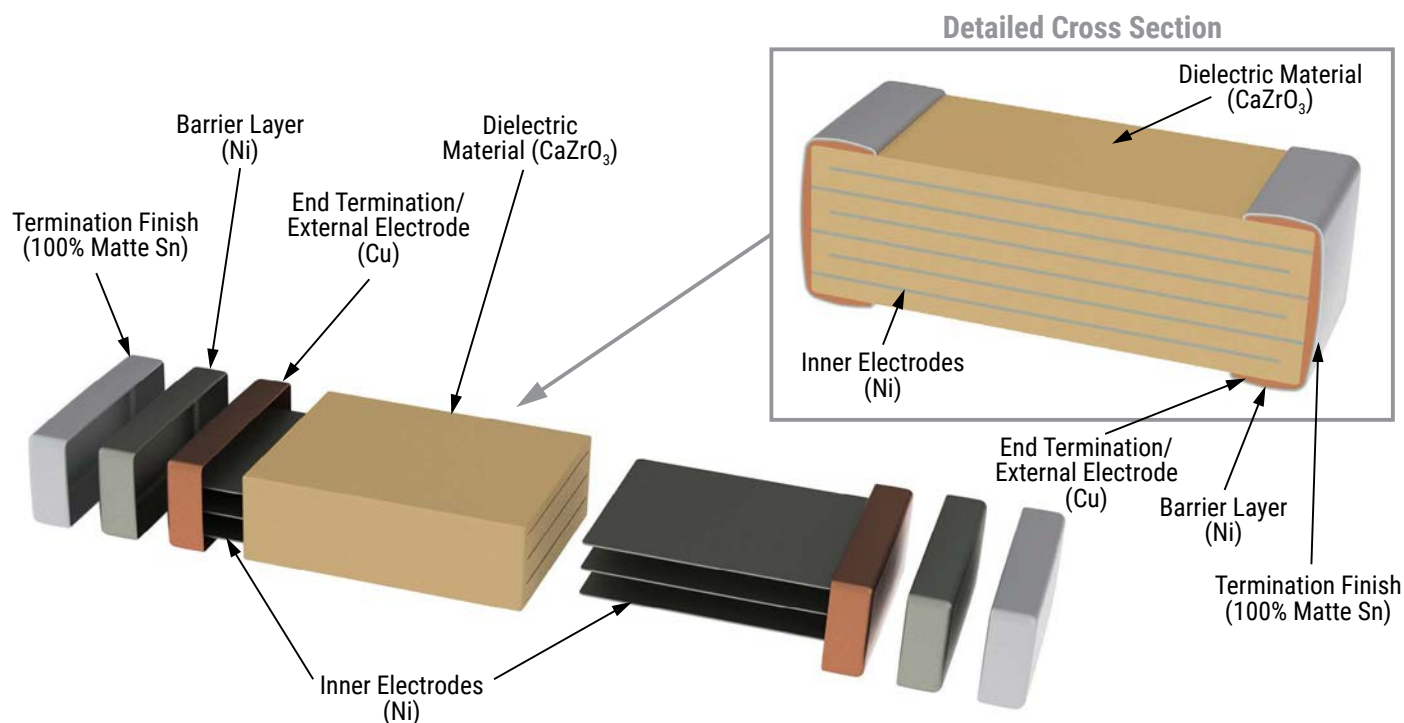 Detailed Cross Section
Dielectric Material
(CaZrO₃)
Barrier Layer
(Ni)
Dielectric
Material (CaZrO₃)
End Termination/
External Electrode
(Cu)
Termination Finish
(100% Matte Sn)
Inner Electrodes
(Ni)
End Termination/
External Electrode
(Cu)
Barrier Layer
(Ni)
Termination Finish
(100% Matte Sn)
Inner Electrodes
(Ni)